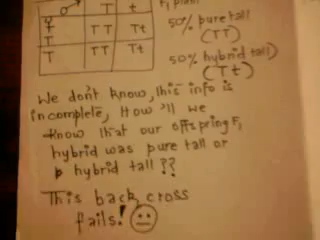 ♂ T t
♀
T TT Tt
T TT Tt
F₁ plant
50% pure tall
(TT)
50% hybrid tall)
(Tt)
We don't know, this info is
incomplete, How'll we
know that our offspring F₁
hybrid was pure tall or
hybrid tall??
This back cross
fails!